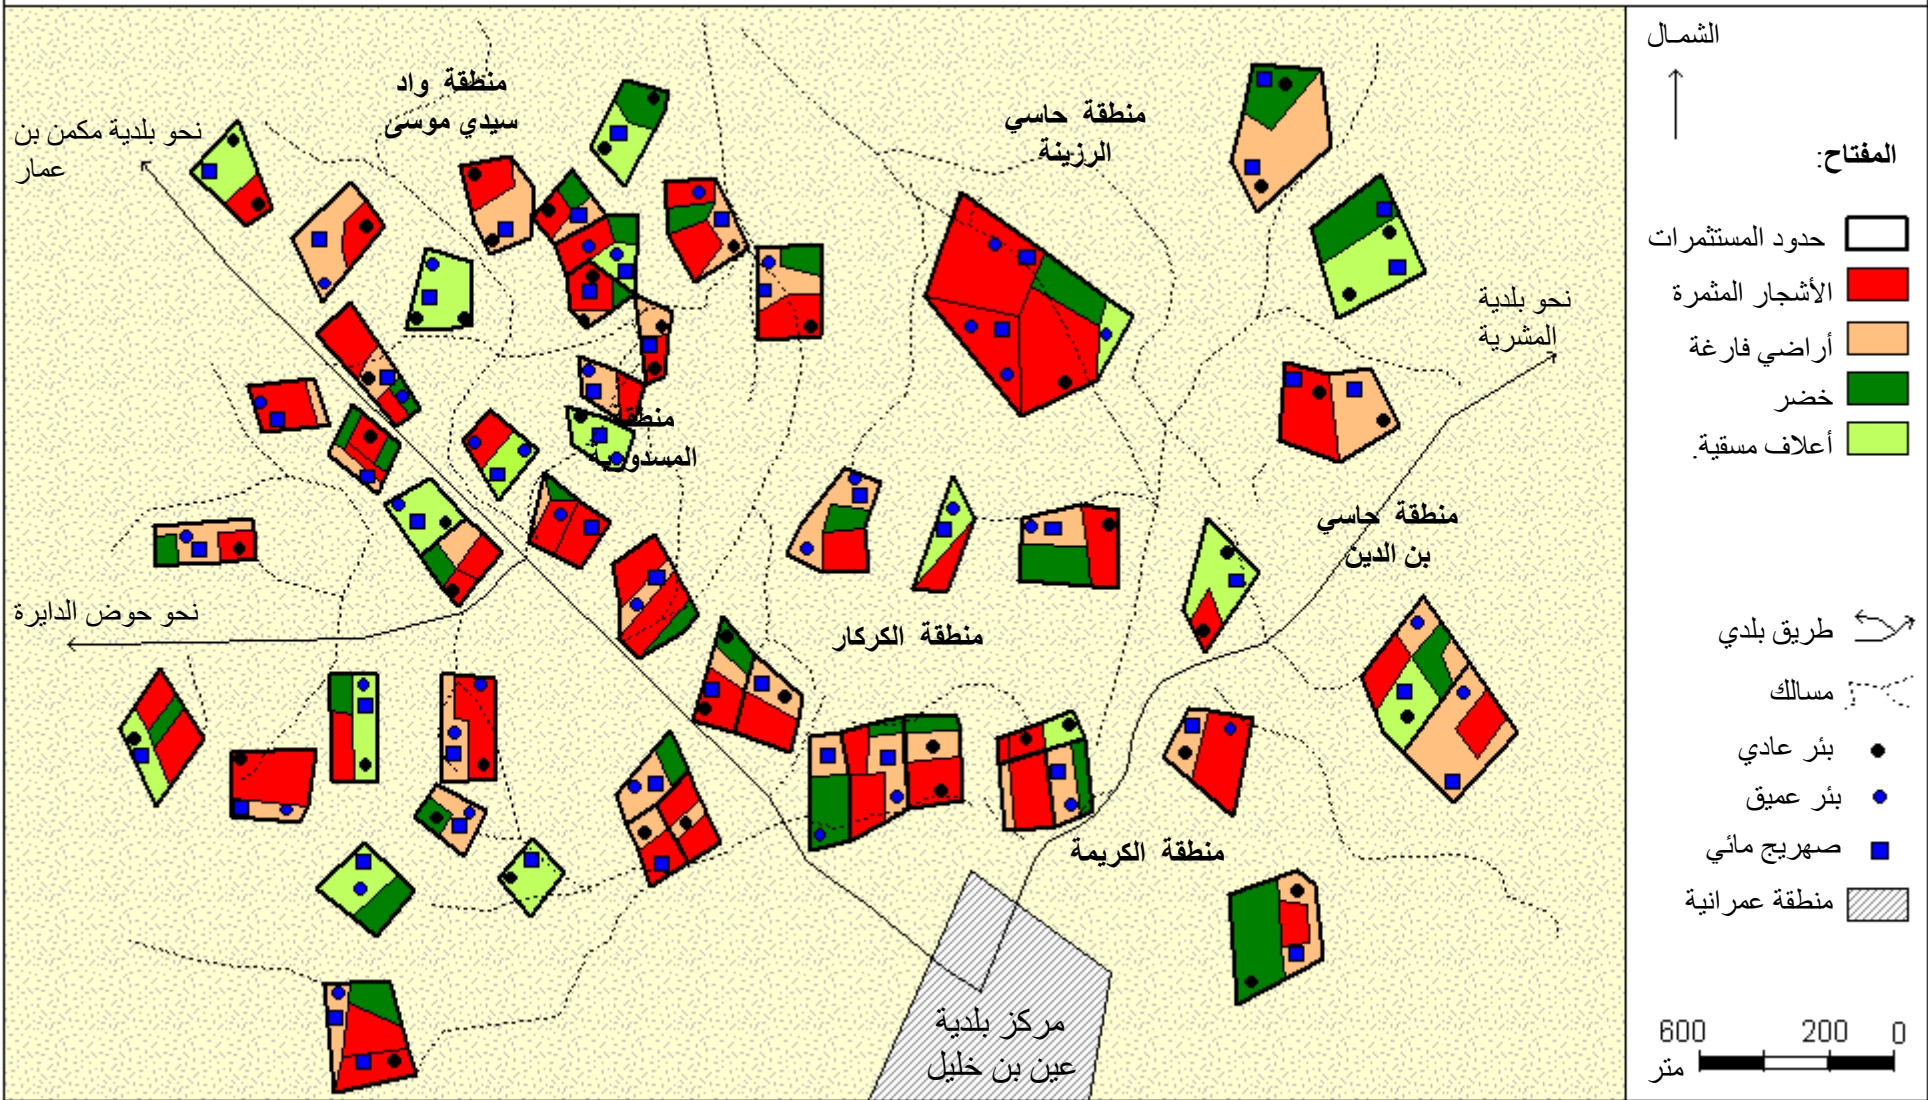 منطقة واد
سيدي موسى
منطقة حاسي
الرزينة
نحو بلدية مكمن بن
عمار
نحو بلدية
المشرية
منطقة
المسدورية
منطقة حاسي
بن الدين
نحو حوض الدايرة
منطقة الكركار
منطقة الكريمة
مركز بلدية
عين بن خليل
الشمـال
المفتاح:
حدود المستثمرات
الأشجار المثمرة
أراضي فارغة
خضر
أعلاف مسقية.
طريق بلدي
مسالك
بئر عادي
بئر عميق
صهريج مائي
منطقة عمرانية
600 200 0
متر